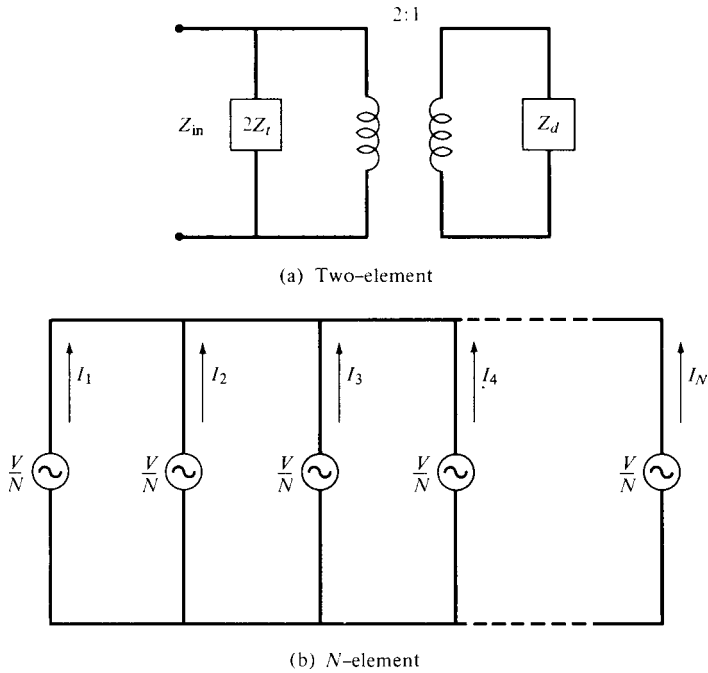 2:1
Z_in 2Z_t Z_d
(a) Two-element
I_1 I_2 I_3 I_4 I_N
V/N V/N V/N V/N V/N
(b) N-element